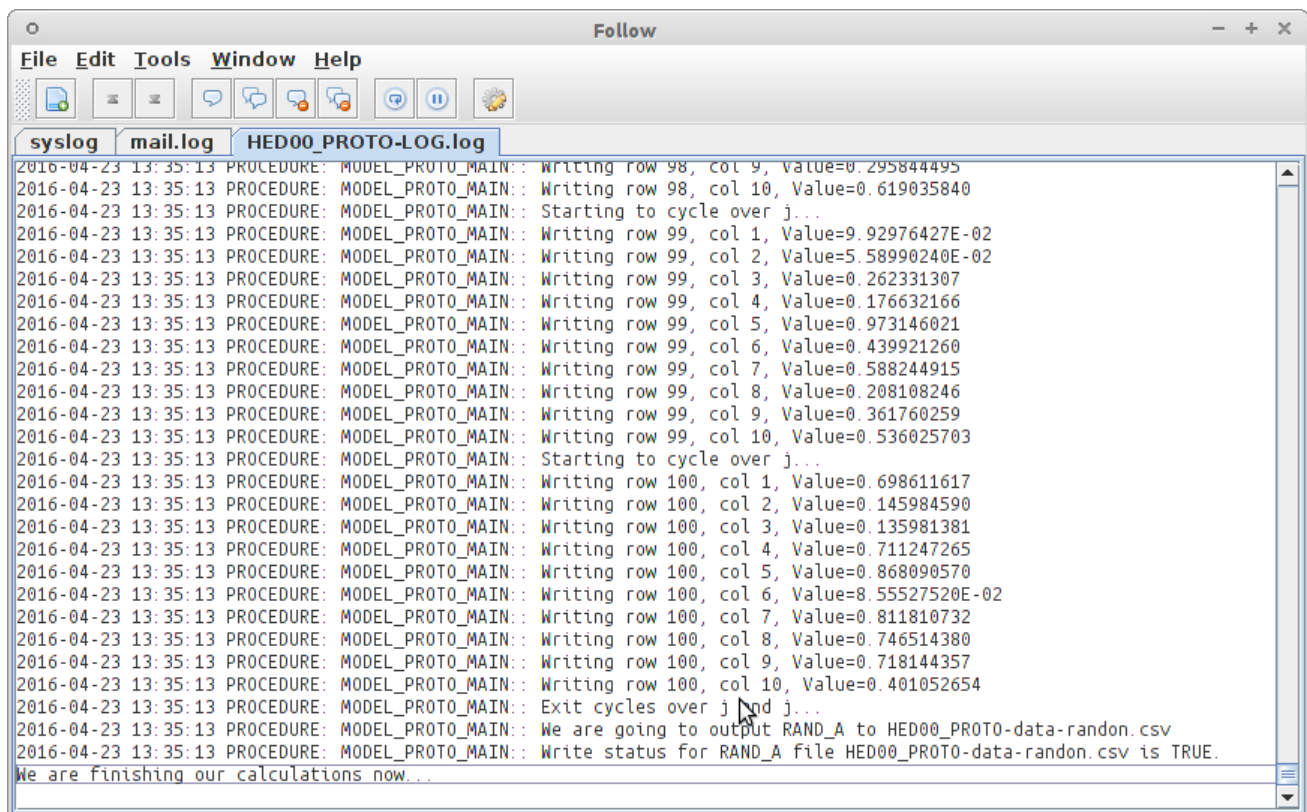 Follow
File Edit Tools Window Help
syslog mail.log HED00_PROTO-LOG.log
2016-04-23 13:35:13 PROCEDURE: MODEL_PROTO_MAIN:: Writing row 98, col 9, Value=0.295844495
2016-04-23 13:35:13 PROCEDURE: MODEL_PROTO_MAIN:: Writing row 98, col 10, Value=0.619035840
2016-04-23 13:35:13 PROCEDURE: MODEL_PROTO_MAIN:: Starting to cycle over j...
2016-04-23 13:35:13 PROCEDURE: MODEL_PROTO_MAIN:: Writing row 99, col 1, Value=9.92976427E-02
2016-04-23 13:35:13 PROCEDURE: MODEL_PROTO_MAIN:: Writing row 99, col 2, Value=5.58990240E-02
2016-04-23 13:35:13 PROCEDURE: MODEL_PROTO_MAIN:: Writing row 99, col 3, Value=0.262331307
2016-04-23 13:35:13 PROCEDURE: MODEL_PROTO_MAIN:: Writing row 99, col 4, Value=0.176632166
2016-04-23 13:35:13 PROCEDURE: MODEL_PROTO_MAIN:: Writing row 99, col 5, Value=0.973146021
2016-04-23 13:35:13 PROCEDURE: MODEL_PROTO_MAIN:: Writing row 99, col 6, Value=0.439921260
2016-04-23 13:35:13 PROCEDURE: MODEL_PROTO_MAIN:: Writing row 99, col 7, Value=0.588244915
2016-04-23 13:35:13 PROCEDURE: MODEL_PROTO_MAIN:: Writing row 99, col 8, Value=0.208108246
2016-04-23 13:35:13 PROCEDURE: MODEL_PROTO_MAIN:: Writing row 99, col 9, Value=0.361760259
2016-04-23 13:35:13 PROCEDURE: MODEL_PROTO_MAIN:: Writing row 99, col 10, Value=0.536025703
2016-04-23 13:35:13 PROCEDURE: MODEL_PROTO_MAIN:: Starting to cycle over j...
2016-04-23 13:35:13 PROCEDURE: MODEL_PROTO_MAIN:: Writing row 100, col 1, Value=0.698611617
2016-04-23 13:35:13 PROCEDURE: MODEL_PROTO_MAIN:: Writing row 100, col 2, Value=0.145984590
2016-04-23 13:35:13 PROCEDURE: MODEL_PROTO_MAIN:: Writing row 100, col 3, Value=0.135981381
2016-04-23 13:35:13 PROCEDURE: MODEL_PROTO_MAIN:: Writing row 100, col 4, Value=0.711247265
2016-04-23 13:35:13 PROCEDURE: MODEL_PROTO_MAIN:: Writing row 100, col 5, Value=0.868090570
2016-04-23 13:35:13 PROCEDURE: MODEL_PROTO_MAIN:: Writing row 100, col 6, Value=8.55527520E-02
2016-04-23 13:35:13 PROCEDURE: MODEL_PROTO_MAIN:: Writing row 100, col 7, Value=0.811810732
2016-04-23 13:35:13 PROCEDURE: MODEL_PROTO_MAIN:: Writing row 100, col 8, Value=0.746514380
2016-04-23 13:35:13 PROCEDURE: MODEL_PROTO_MAIN:: Writing row 100, col 9, Value=0.718144357
2016-04-23 13:35:13 PROCEDURE: MODEL_PROTO_MAIN:: Writing row 100, col 10, Value=0.401052654
2016-04-23 13:35:13 PROCEDURE: MODEL_PROTO_MAIN:: Exit cycles over j and j...
2016-04-23 13:35:13 PROCEDURE: MODEL_PROTO_MAIN:: We are going to output RAND_A to HED00_PROTO-data-randon.csv
2016-04-23 13:35:13 PROCEDURE: MODEL_PROTO_MAIN:: Write status for RAND_A file HED00_PROTO-data-randon.csv is TRUE.
We are finishing our calculations now...